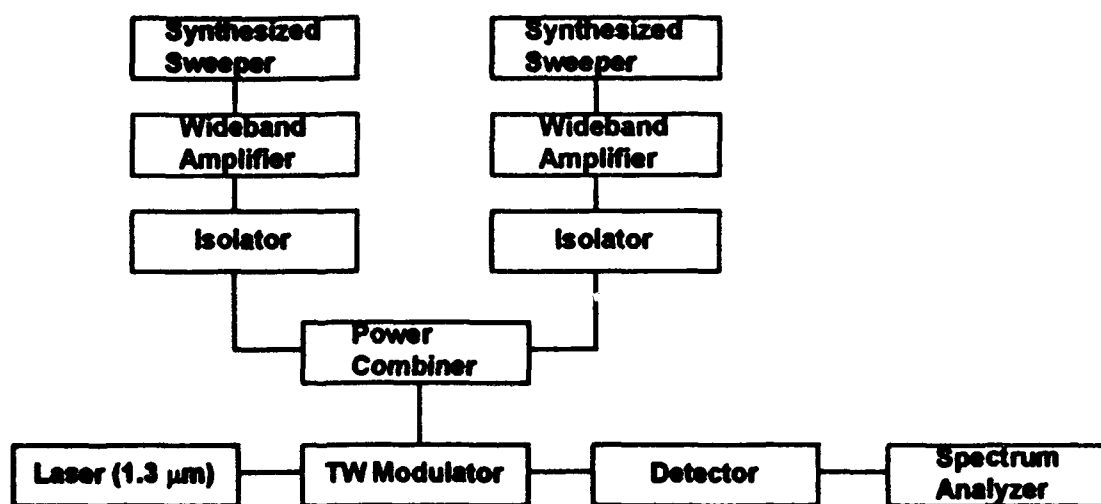 Synthesized
Sweeper
Synthesized
Sweeper
Wideband
Amplifier
Wideband
Amplifier
Isolator
Isolator
Power
Combiner
Laser (1.3 μm)
TW Modulator
Detector
Spectrum
Analyzer